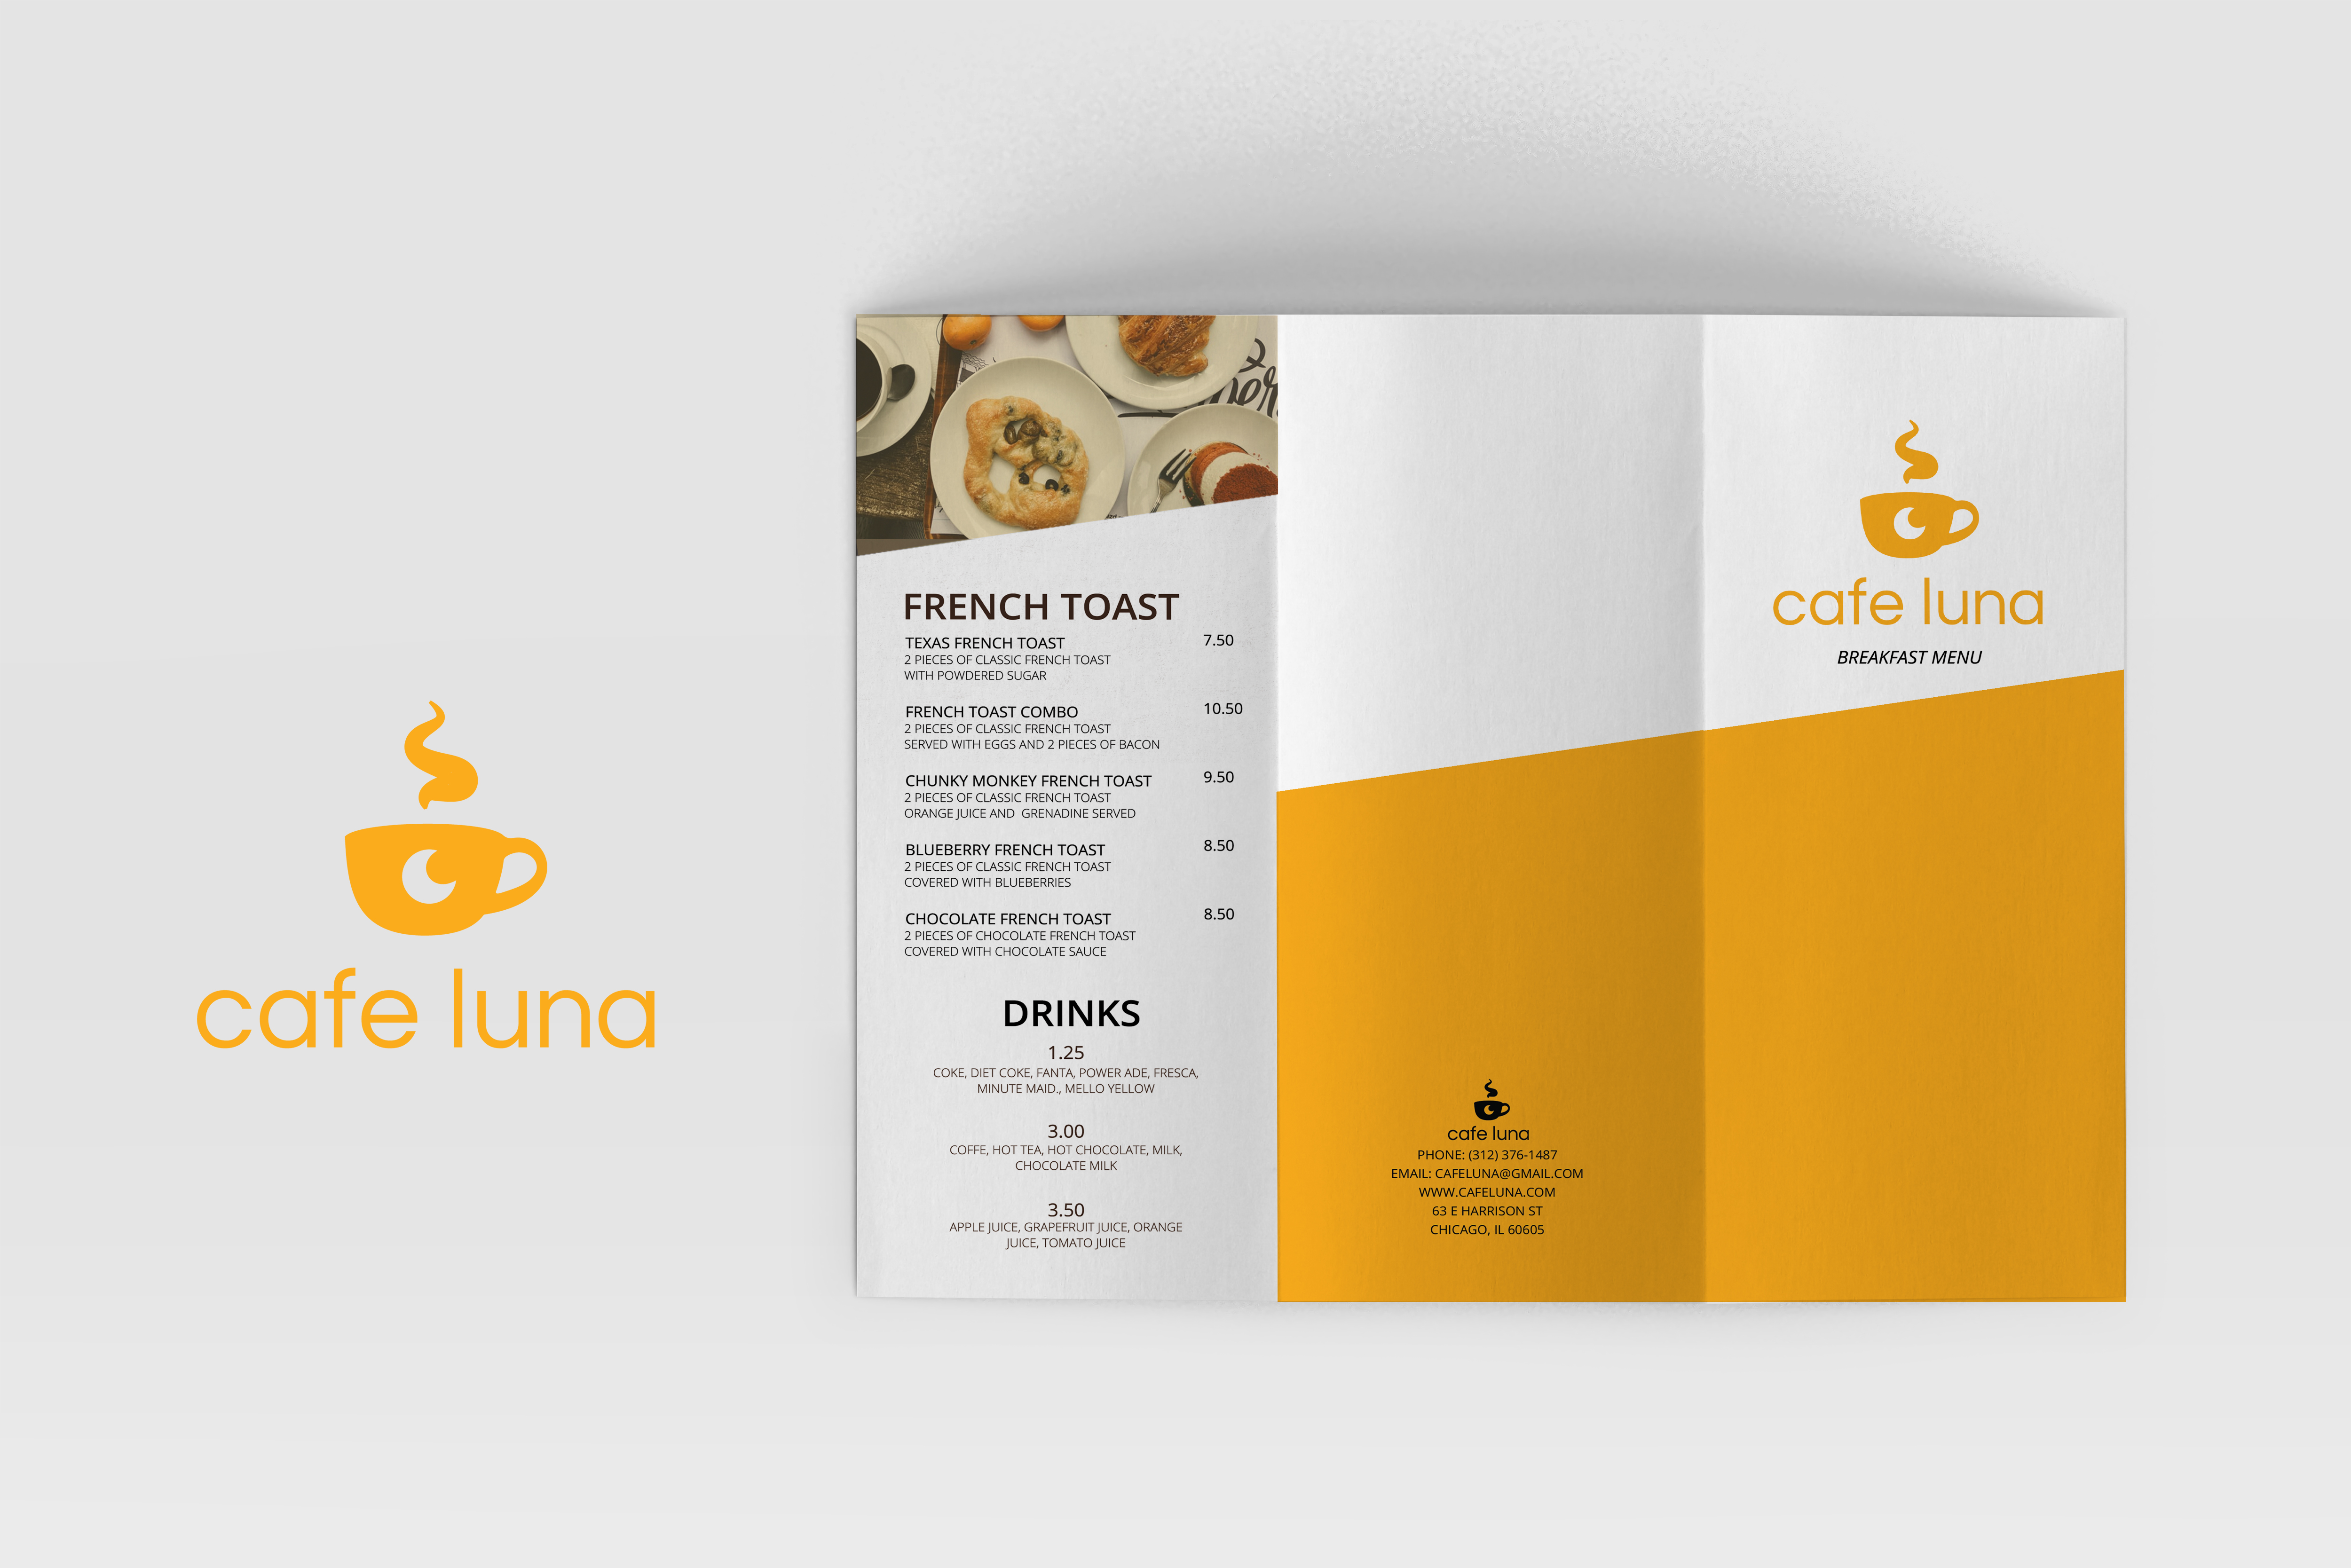 cafe luna
FRENCH TOAST
TEXAS FRENCH TOAST 7.50
2 PIECES OF CLASSIC FRENCH TOAST
WITH POWDERED SUGAR
FRENCH TOAST COMBO 10.50
2 PIECES OF CLASSIC FRENCH TOAST
SERVED WITH EGGS AND 2 PIECES OF BACON
CHUNKY MONKEY FRENCH TOAST 9.50
2 PIECES OF CLASSIC FRENCH TOAST
ORANGE JUICE AND GRENADINE SERVED
BLUEBERRY FRENCH TOAST 8.50
2 PIECES OF CLASSIC FRENCH TOAST
COVERED WITH BLUEBERRIES
CHOCOLATE FRENCH TOAST 8.50
2 PIECES OF CHOCOLATE FRENCH TOAST
COVERED WITH CHOCOLATE SAUCE
DRINKS
1.25
COKE, DIET COKE, FANTA, POWER ADE, FRESCA,
MINUTE MAID., MELLO YELLOW
3.00
COFFE, HOT TEA, HOT CHOCOLATE, MILK,
CHOCOLATE MILK
3.50
APPLE JUICE, GRAPEFRUIT JUICE, ORANGE
JUICE, TOMATO JUICE
cafe luna
PHONE: (312) 376-1487
EMAIL: CAFELUNA@GMAIL.COM
WWW.CAFELUNA.COM
63 E HARRISON ST
CHICAGO, IL 60605
cafe luna
BREAKFAST MENU